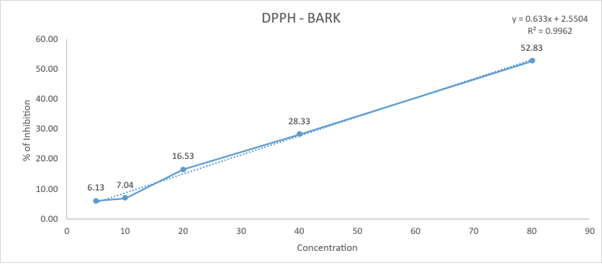 DPPH - BARK
y = 0.633x + 2.5504
R² = 0.9962
60.00
50.00
40.00
30.00
20.00
10.00
0.00
% of Inhibition
6.13
7.04
16.53
28.33
52.83
0 10 20 30 40 50 60 70 80 90
Concentration